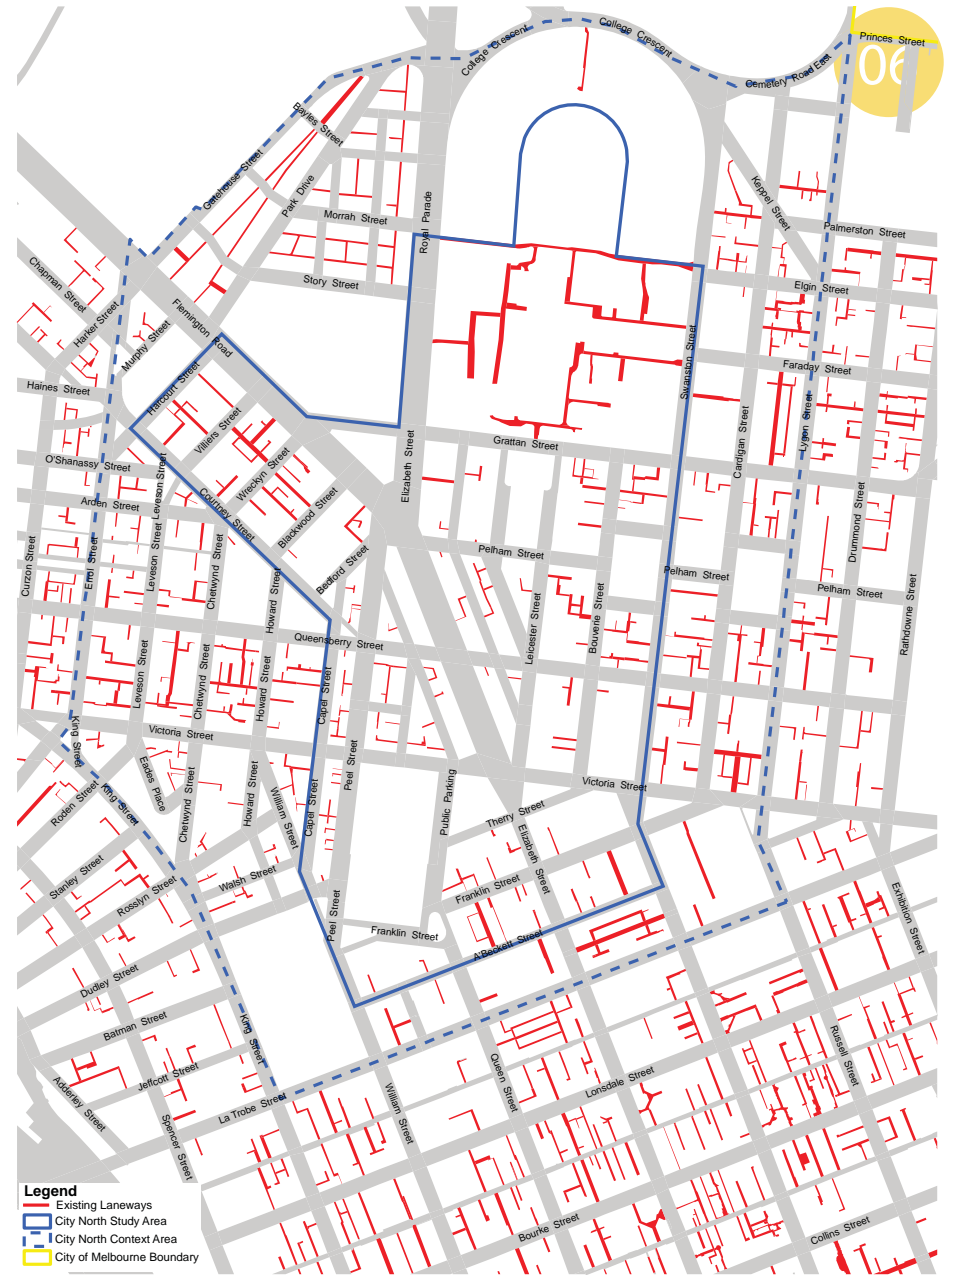 College Crescent
College Crescent
Princes Street
06
Cemetery Road East
Bayles Street
Gatehouse Street
Park Drive
Keppel Street
Morrah Street
Royal Parade
Palmerston Street
Chapman Street
Story Street
Elgin Street
Harker Street
Flemington Road
Murphy Street
Swanston Street
Faraday Street
Haines Street
Harcourt Street
Villiers Street
Lygon Street
Cardigan Street
Grattan Street
O'Shanassy Street
Wreckyn Street
Elizabeth Street
Leveson Street
Arden Street
Courtney Street
Blackwood Street
Drummond Street
Curzon Street
Errol Street
Leveson Street
Chetwynd Street
Pelham Street
Bedford Street
Pelham Street
Pelham Street
Howard Street
Leicester Street
Bouverie Street
Rathdowne Street
Queensberry Street
Leveson Street
Chetwynd Street
Howard Street
Capel Street
King Street
Victoria Street
Peel Street
Eades Place
Victoria Street
Roden Street
King Street
Chetwynd Street
Howard Street
William Street
Capel Street
Public Parking
Therry Street
Elizabeth Street
Stanley Street
Rosslyn Street
Walsh Street
Franklin Street
Exhibition Street
Peel Street
Franklin Street
A'Beckett Street
Dudley Street
Batman Street
King Street
Russell Street
Jeffcott Street
Adderley Street
Queen Street
Lonsdale Street
La Trobe Street
William Street
Spencer Street
Bourke Street
Collins Street
Legend
Existing Laneways
City North Study Area
City North Context Area
City of Melbourne Boundary